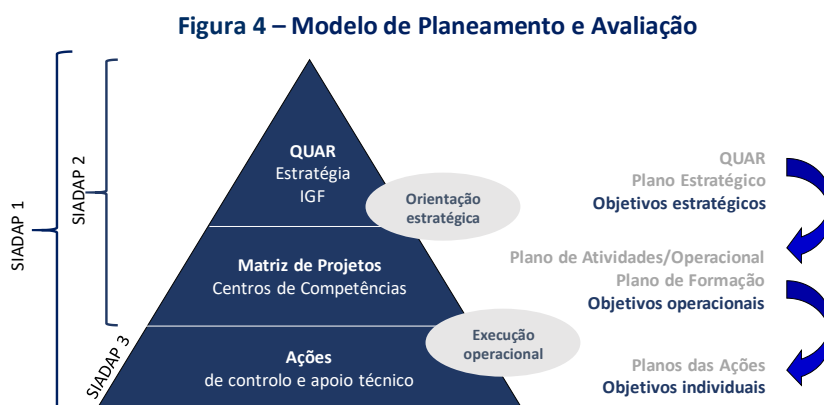 Figura 4 – Modelo de Planeamento e Avaliação
SIADAP 1
SIADAP 2
SIADAP 3
QUAR
Estratégia
IGF
Orientação
estratégica
Matriz de Projetos
Centros de Competências
Execução
operacional
Ações
de controlo e apoio técnico
QUAR
Plano Estratégico
Objetivos estratégicos
Plano de Atividades/Operacional
Plano de Formação
Objetivos operacionais
Planos das Ações
Objetivos individuais